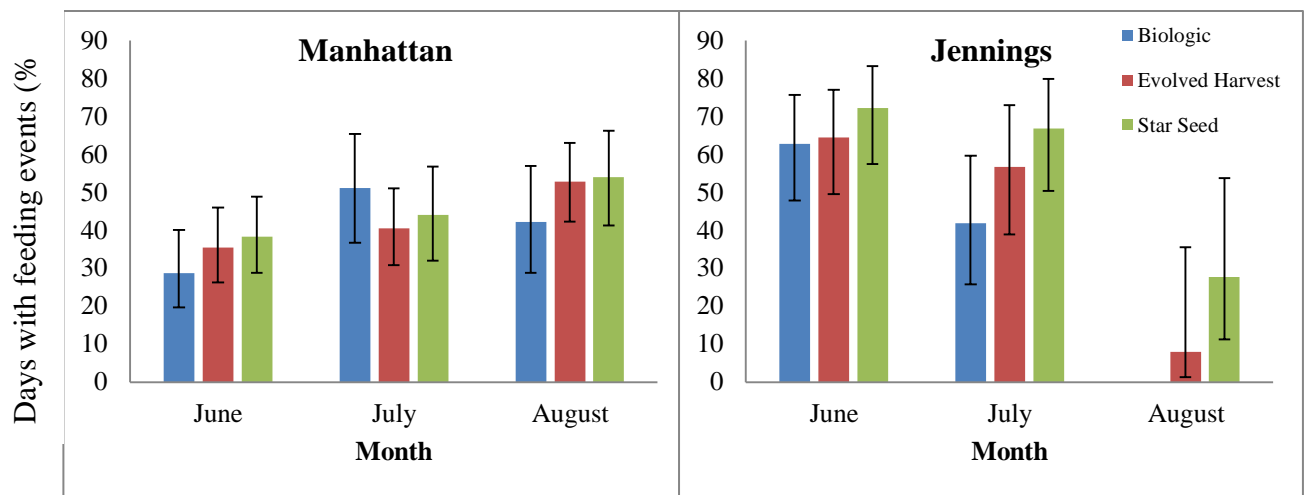 Days with feeding events (%
Manhattan
90
80
70
60
50
40
30
20
10
0
June July August
Month
Jennings
90
80
70
60
50
40
30
20
10
0
June July August
Month
Biologic
Evolved Harvest
Star Seed